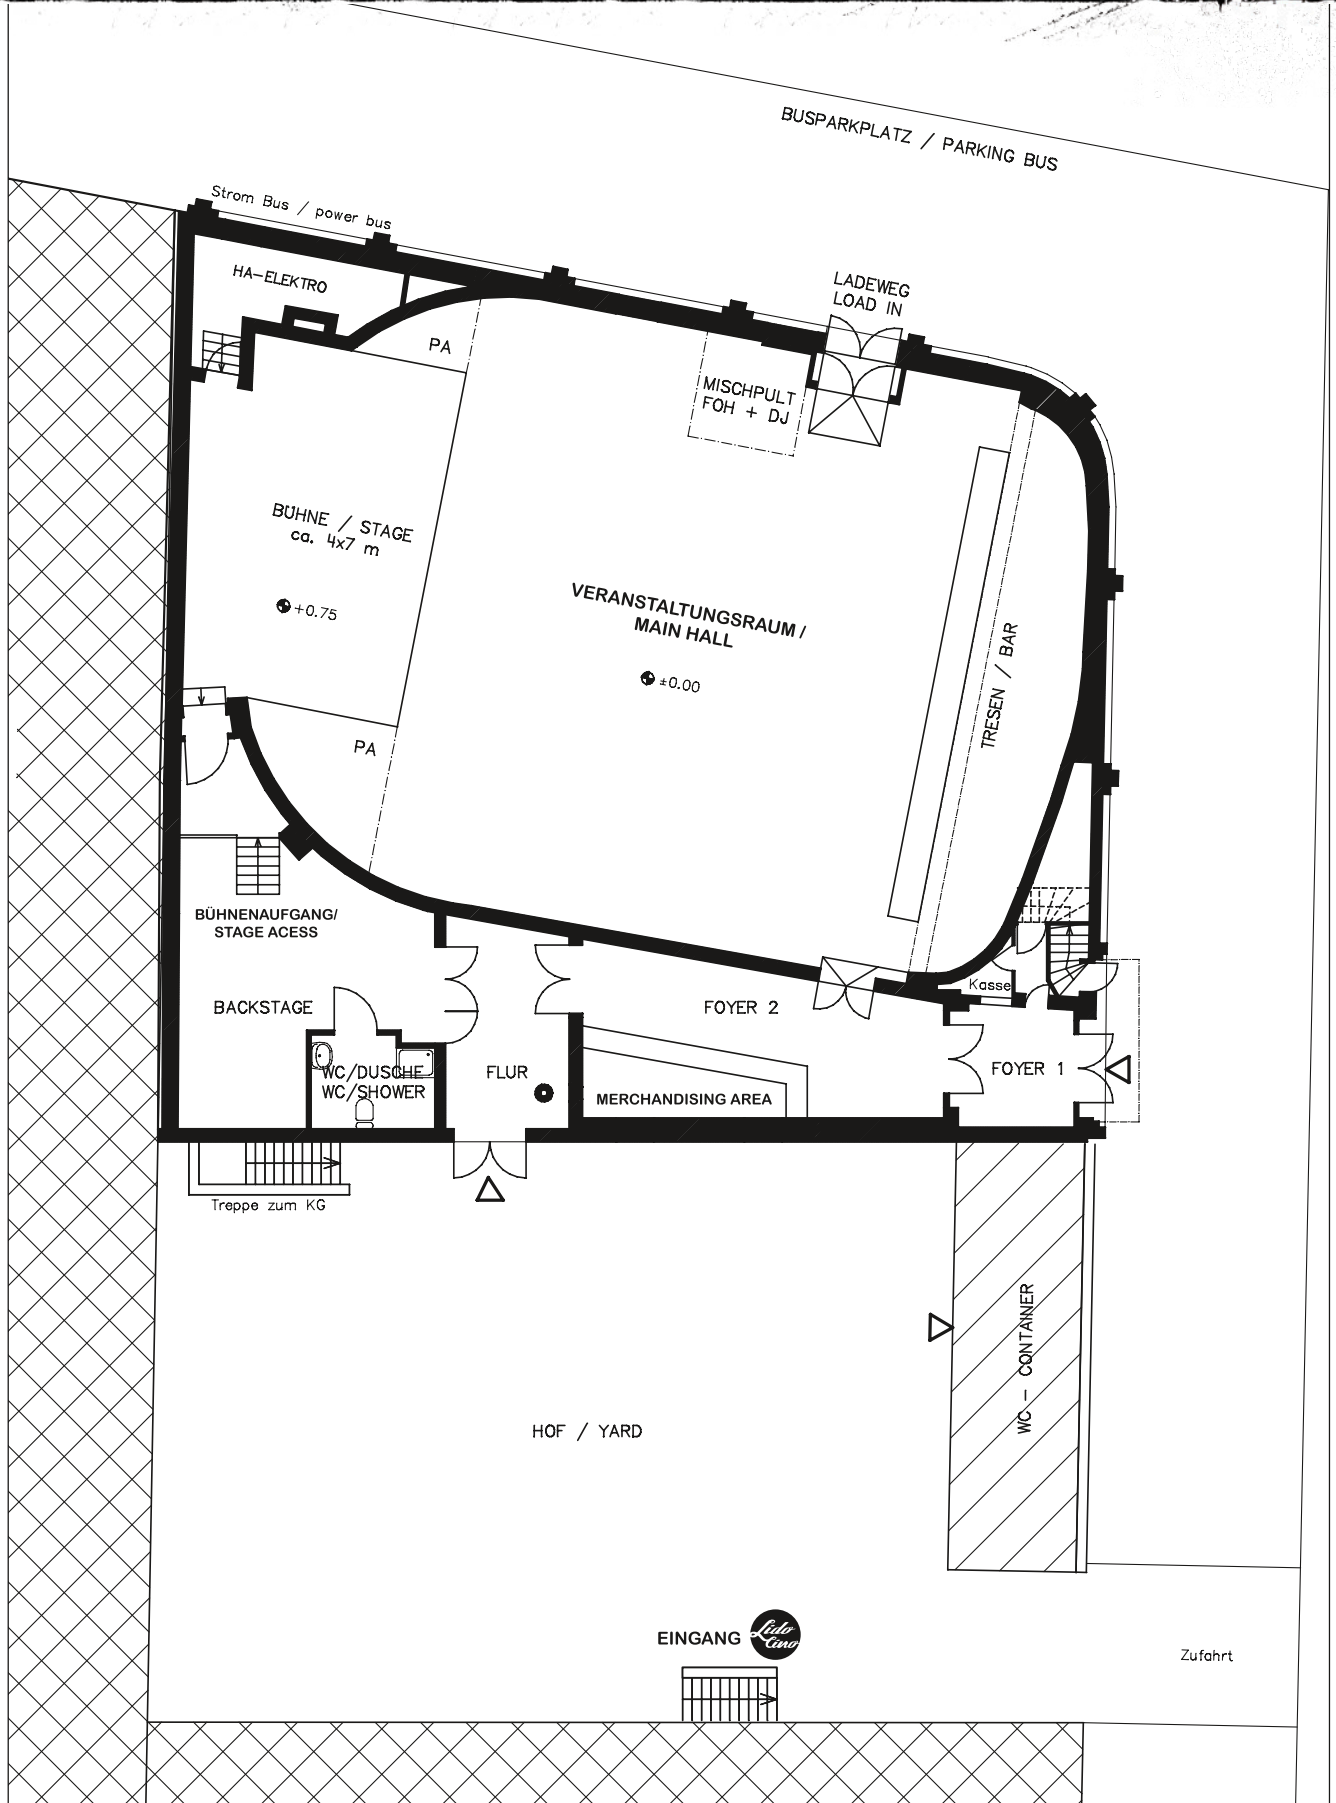 BUSPARKPLATZ / PARKING BUS
Strom Bus / power bus
HA-ELEKTRO
LADEWEG
LOAD IN
PA
MISCHPULT
FOH + DJ
BÜHNE / STAGE
ca. 4x7 m
+0.75
VERANSTALTUNGSRAUM /
MAIN HALL
±0.00
TRESEN / BAR
PA
BÜHNENAUFGANG/
STAGE ACESS
BACKSTAGE
FOYER 2
Kasse
WC/DUSCHE
WC/SHOWER
FLUR
FOYER 1
MERCHANDISING AREA
Treppe zum KG
WC - CONTAINER
HOF / YARD
EINGANG
Lido
Cino
Zufahrt